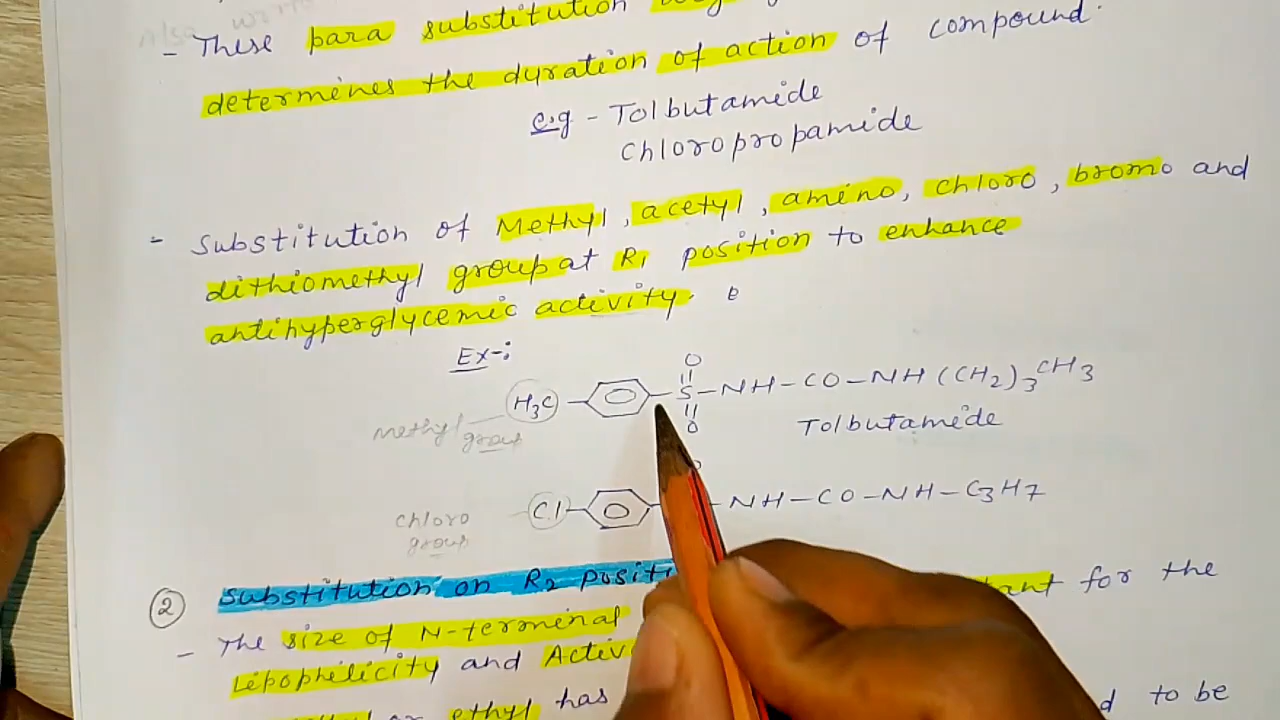 Also
- These para substitution
determines the duration of action of compound.
e.g - Tolbutamide
Chloropropamide
- Substitution of Methyl, acetyl, amino, chloro, bromo and
dithiomethyl group at R1 position to enhance
antihyperglycemic activity. E
Ex-:
O
H3C S-NH-CO-NH(CH2)3CH3
O
methyl group
Tolbutamide
Cl NH-CO-NH-C3H7
chloro group
② Substitution on R2 positi
- The size of N-terminal
tant for the
Lipophilicity and Activ
ethyl has
to be